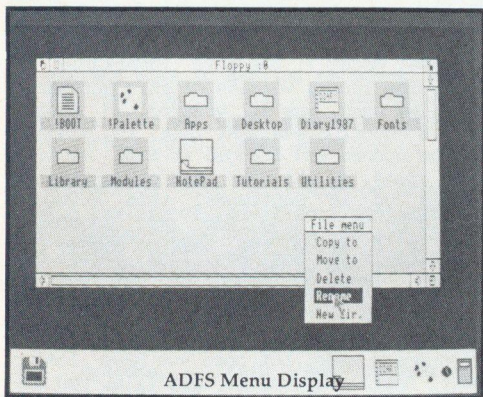 Floppy :0
!BOOT !Palette Apps Desktop Diary1987 Fonts
Library Modules NotePad Tutorials Utilities
File menu
Copy to
Move to
Delete
Rename
New Dir.
ADFS Menu Display